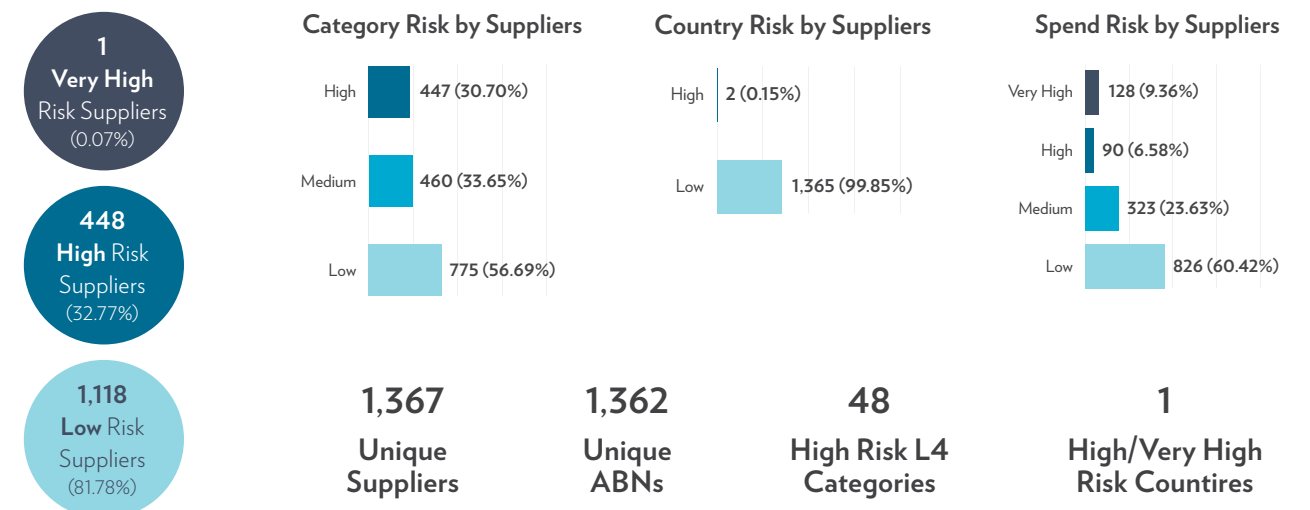 1
Very High
Risk Suppliers
(0.07%)
448
High Risk
Suppliers
(32.77%)
1,118
Low Risk
Suppliers
(81.78%)
Category Risk by Suppliers
High 447 (30.70%)
Medium 460 (33.65%)
Low 775 (56.69%)
Country Risk by Suppliers
High 2 (0.15%)
Low 1,365 (99.85%)
Spend Risk by Suppliers
Very High 128 (9.36%)
High 90 (6.58%)
Medium 323 (23.63%)
Low 826 (60.42%)
1,367
Unique
Suppliers
1,362
Unique
ABNs
48
High Risk L4
Categories
1
High/Very High
Risk Countires